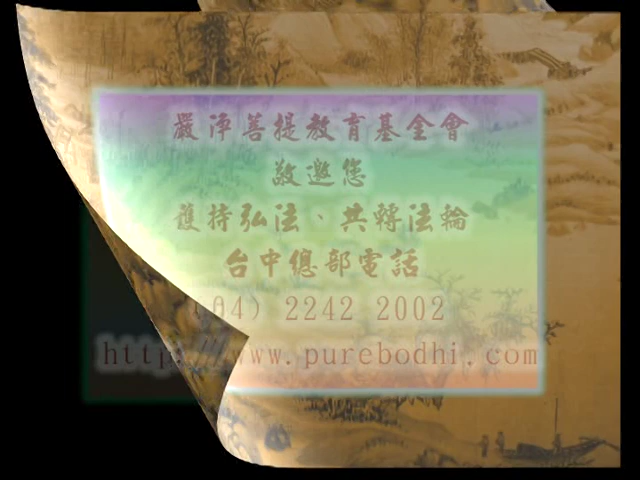 嚴淨菩提教育基金會
敬邀您
護持弘法、共轉法輪
台中總部電話
(04) 2242 2002
http://www.purebodhi.com